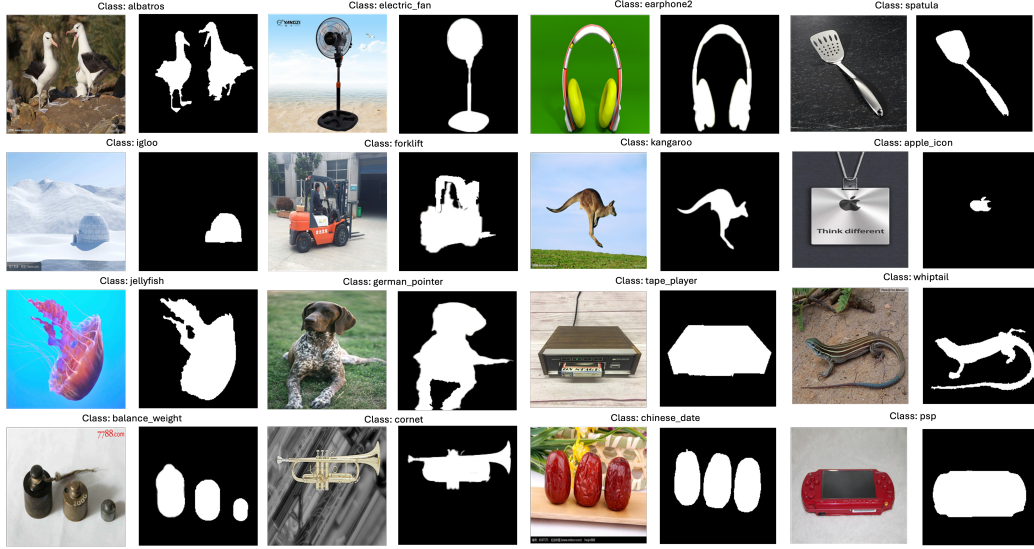 Class: albatros
Class: electric_fan
Class: earphone2
Class: spatula
YANGZI
Class: igloo
Class: forklift
Class: kangaroo
Class: apple_icon
Think different
Class: jellyfish
Class: german_pointer
Class: tape_player
Class: whiptail
Class: balance_weight
Class: cornet
Class: chinese_date
Class: psp
7788.com